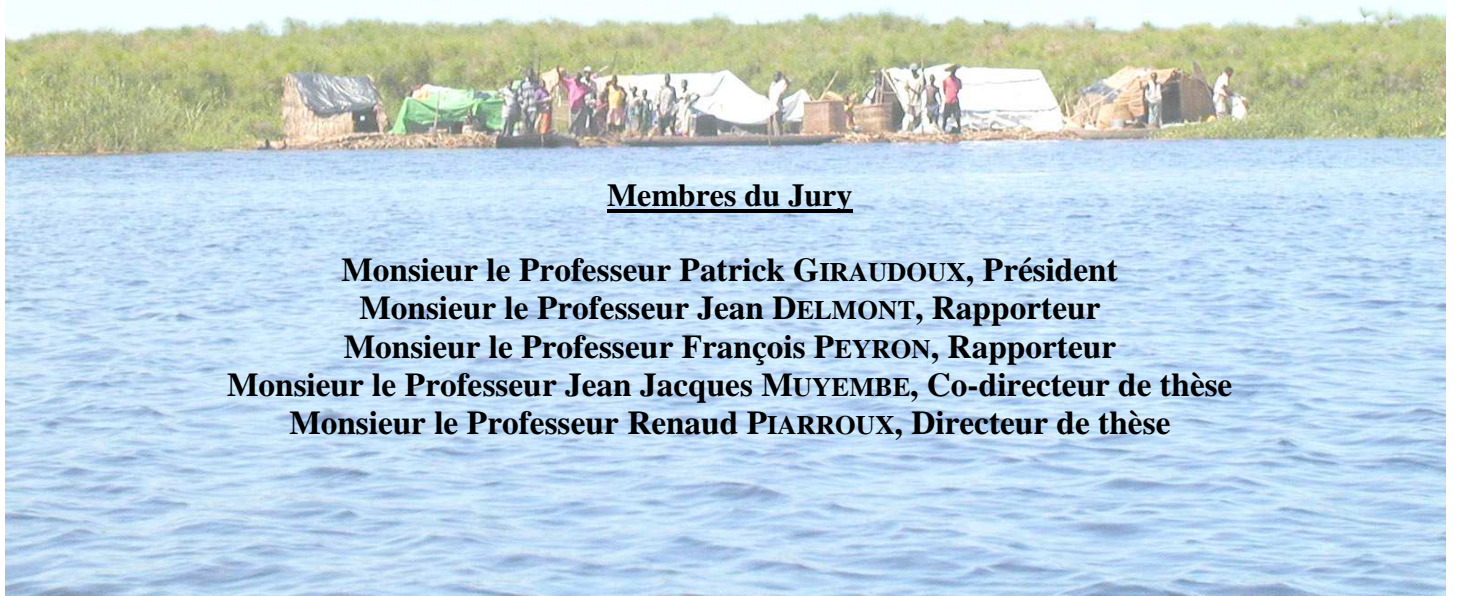 Membres du Jury
Monsieur le Professeur Patrick GIRAUDOUX, Président
Monsieur le Professeur Jean DELMONT, Rapporteur
Monsieur le Professeur François PEYRON, Rapporteur
Monsieur le Professeur Jean Jacques MUYEMBE, Co-directeur de thèse
Monsieur le Professeur Renaud PIARROUX, Directeur de thèse